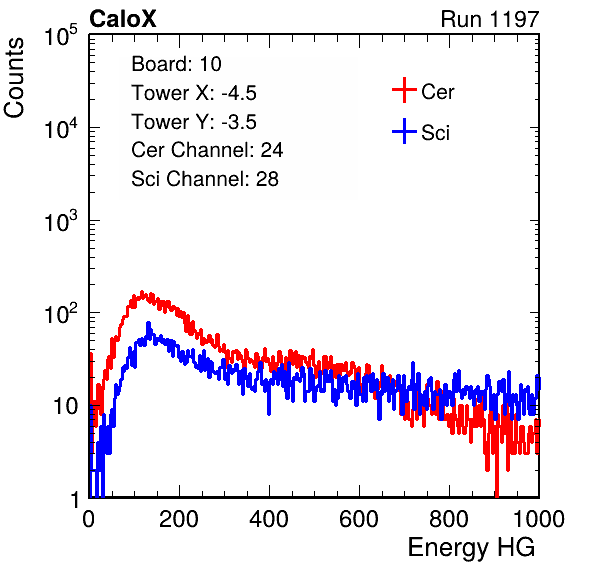 CaloX Run 1197
10^5
10^4
10^3
10^2
10
1
Counts
Board: 10
Tower X: -4.5
Tower Y: -3.5
Cer Channel: 24
Sci Channel: 28
Cer
Sci
0 200 400 600 800 1000
Energy HG